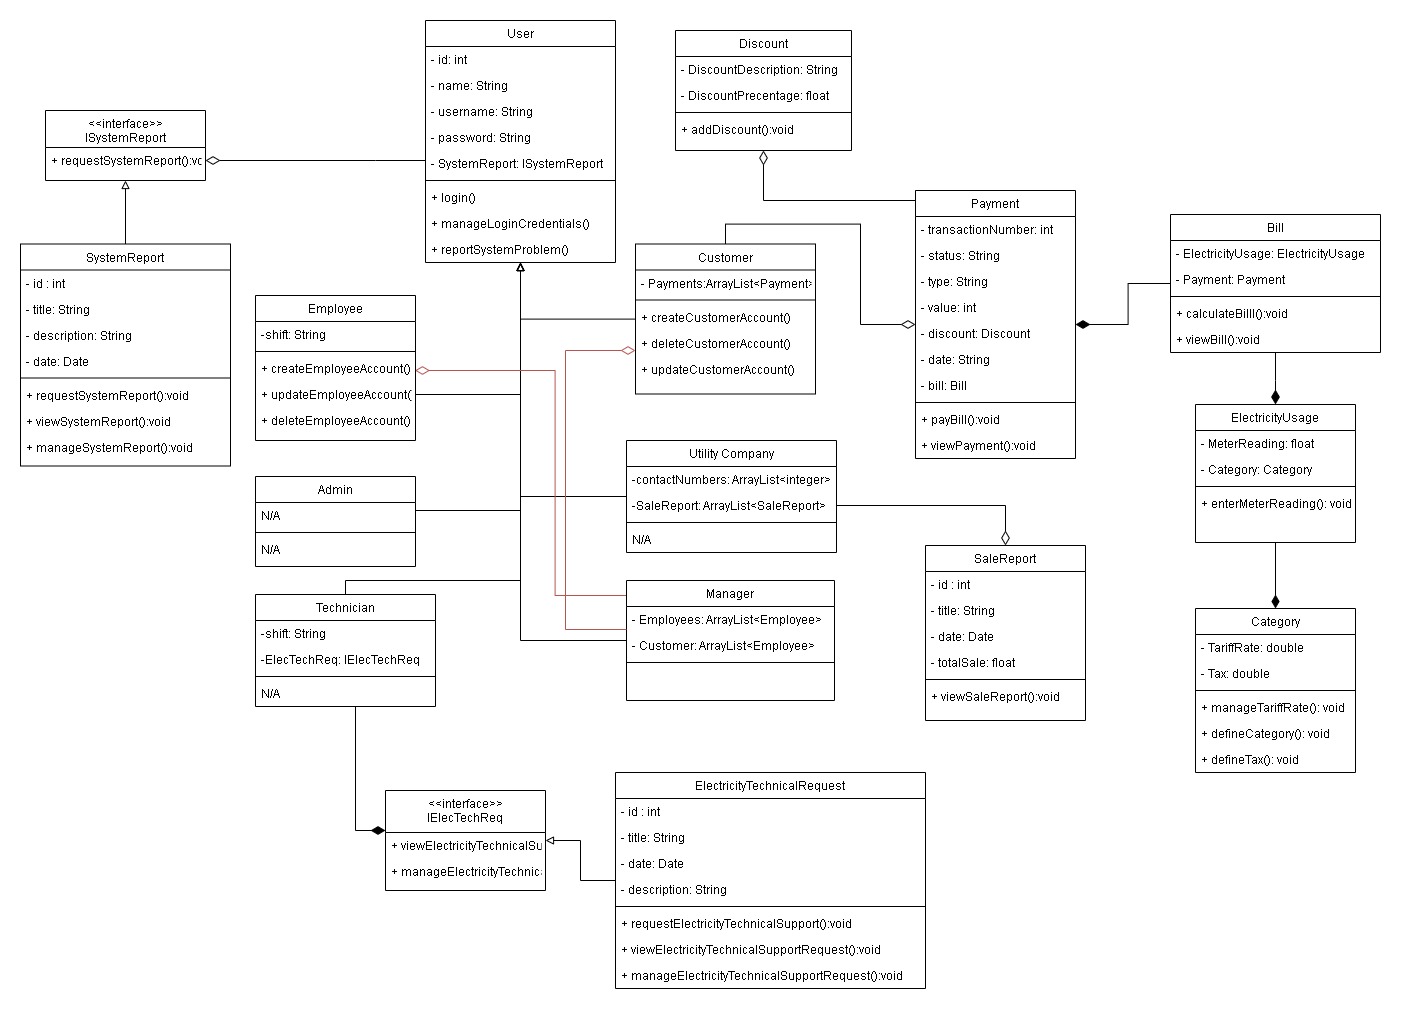 User
- id: int
- name: String
- username: String
- password: String
- SystemReport: ISystemReport
+ login()
+ manageLoginCredentials()
+ reportSystemProblem()
Discount
- DiscountDescription: String
- DiscountPrecentage: float
+ addDiscount():void
<<interface>>
ISystemReport
+ requestSystemReport():vo
SystemReport
- id : int
- title: String
- description: String
- date: Date
+ requestSystemReport():void
+ viewSystemReport():void
+ manageSystemReport():void
Employee
-shift: String
+ createEmployeeAccount()
+ updateEmployeeAccount(
+ deleteEmployeeAccount()
Customer
- Payments:ArrayList<Payment>
+ createCustomerAccount()
+ deleteCustomerAccount()
+ updateCustomerAccount()
Payment
- transactionNumber: int
- status: String
- type: String
- value: int
- discount: Discount
- date: String
- bill: Bill
+ payBill():void
+ viewPayment():void
Bill
- ElectricityUsage: ElectricityUsage
- Payment: Payment
+ calculateBilll():void
+ viewBill():void
ElectricityUsage
- MeterReading: float
- Category: Category
+ enterMeterReading(): void
Admin
N/A
N/A
Utility Company
-contactNumbers: ArrayList<integer>
-SaleReport: ArrayList<SaleReport>
N/A
SaleReport
- id : int
- title: String
- date: Date
- totalSale: float
+ viewSaleReport():void
Category
- TariffRate: double
- Tax: double
+ manageTariffRate(): void
+ defineCategory(): void
+ defineTax(): void
Technician
-shift: String
-ElecTechReq: IElecTechReq
N/A
Manager
- Employees: ArrayList<Employee>
- Customer: ArrayList<Employee>
<<interface>>
IElecTechReq
+ viewElectricityTechnicalSu
+ manageElectricityTechnic
ElectricityTechnicalRequest
- id : int
- title: String
- date: Date
- description: String
+ requestElectricityTechnicalSupport():void
+ viewElectricityTechnicalSupportRequest():void
+ manageElectricityTechnicalSupportRequest():void